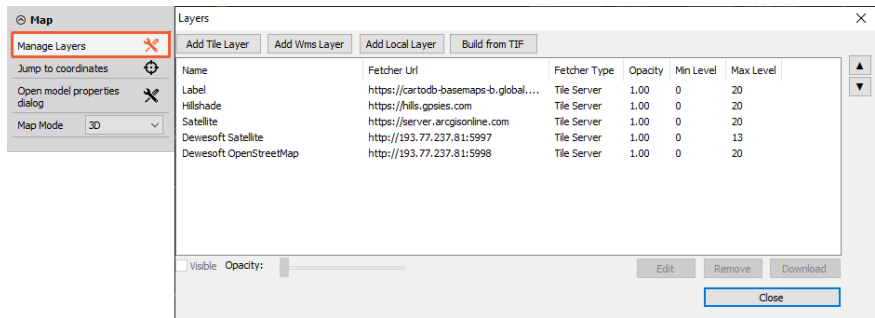 Map
Manage Layers
Jump to coordinates
Open model properties
dialog
Map Mode 3D
Layers
Add Tile Layer Add Wms Layer Add Local Layer Build from TIF
Name Fetcher Url Fetcher Type Opacity Min Level Max Level
Label https://cartodb-basemaps-b.global.... Tile Server 1.00 0 20
Hillshade https://hills.gpsies.com Tile Server 1.00 0 20
Satellite https://server.arcgisonline.com Tile Server 1.00 0 20
Dewesoft Satellite http://193.77.237.81:5997 Tile Server 1.00 0 13
Dewesoft OpenStreetMap http://193.77.237.81:5998 Tile Server 1.00 0 20
Visible Opacity:
Edit Remove Download
Close